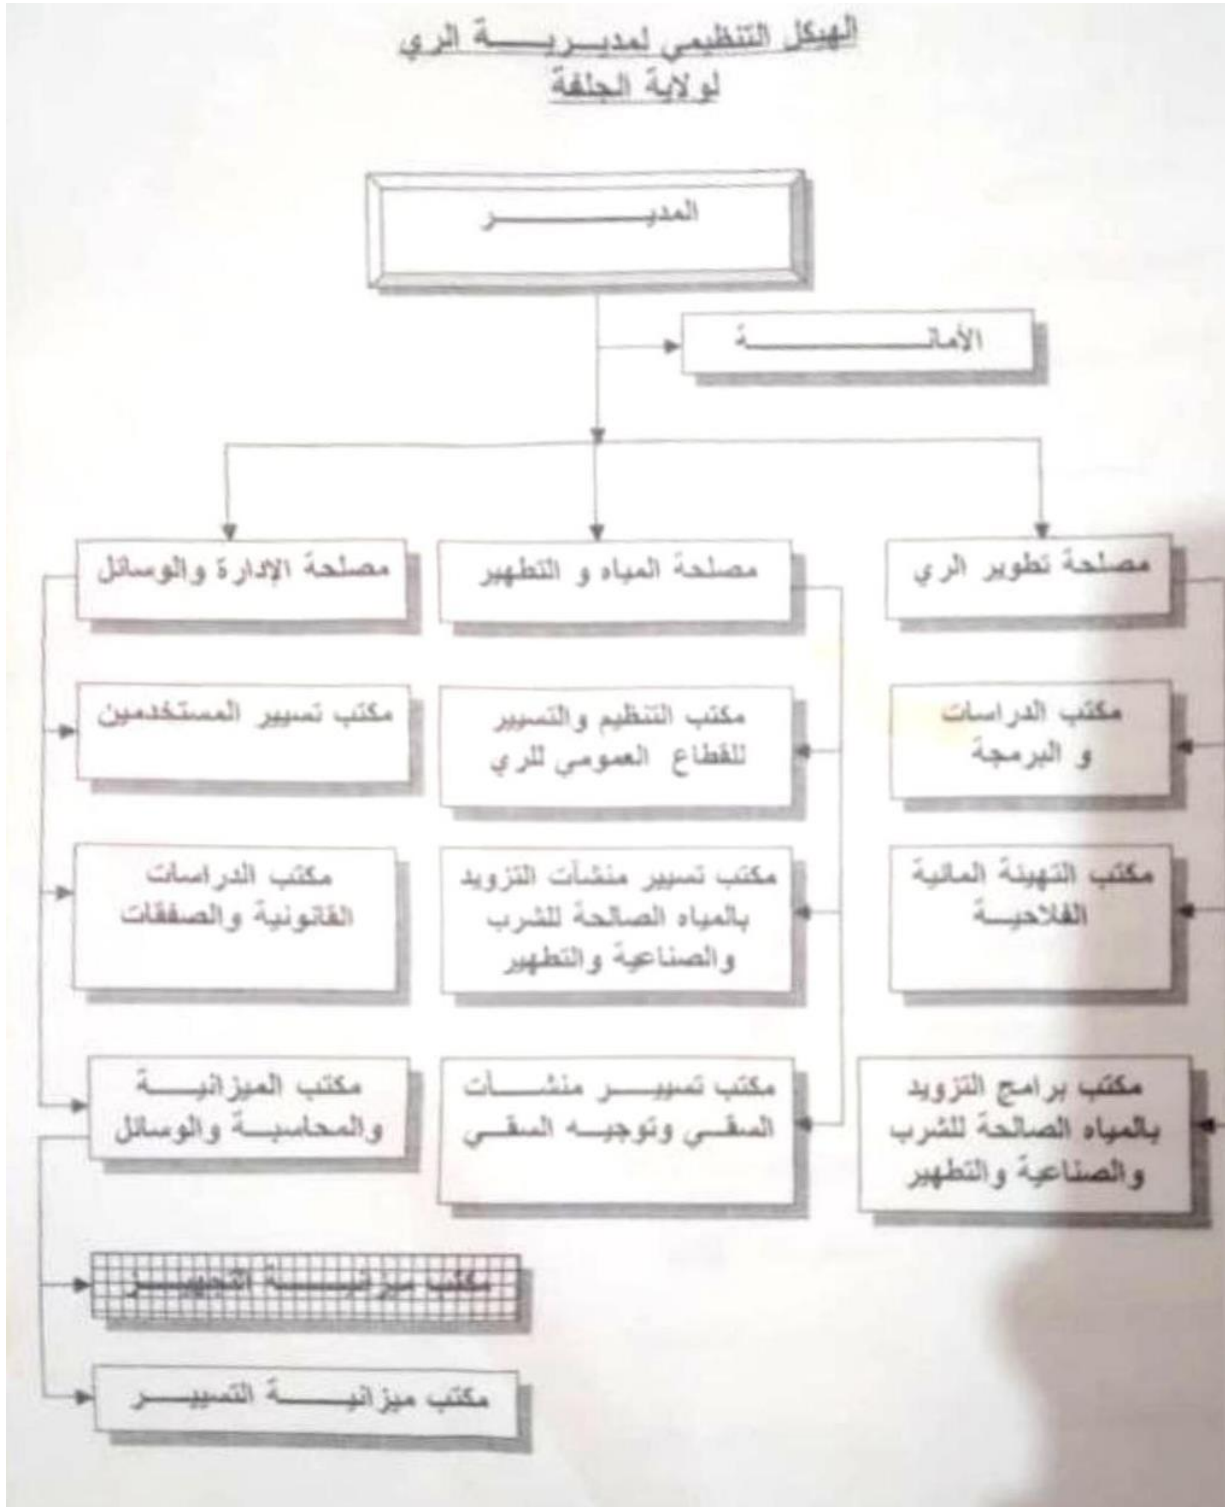 الهيكل التنظيمي لمديرية الري
لولاية الجلفة
المدير
الأمانة
مصلحة تطوير الري
مصلحة المياه و التطهير
مصلحة الإدارة والوسائل
مكتب الدراسات
و البرمجة
مكتب التنظيم والتسيير
للقطاع العمومي للري
مكتب تسيير المستخدمين
مكتب التهيئة المائية
الفلاحية
مكتب تسيير منشآت التزويد
بالمياه الصالحة للشرب
والصناعية والتطهير
مكتب الدراسات
القانونية والصفقات
مكتب برامج التزويد
بالمياه الصالحة للشرب
والصناعية والتطهير
مكتب تسيير منشآت
السقي وتوجيه السقي
مكتب الميزانية
والمحاسبة والوسائل
مكتب ميزانية التجهيز
مكتب ميزانية التسيير